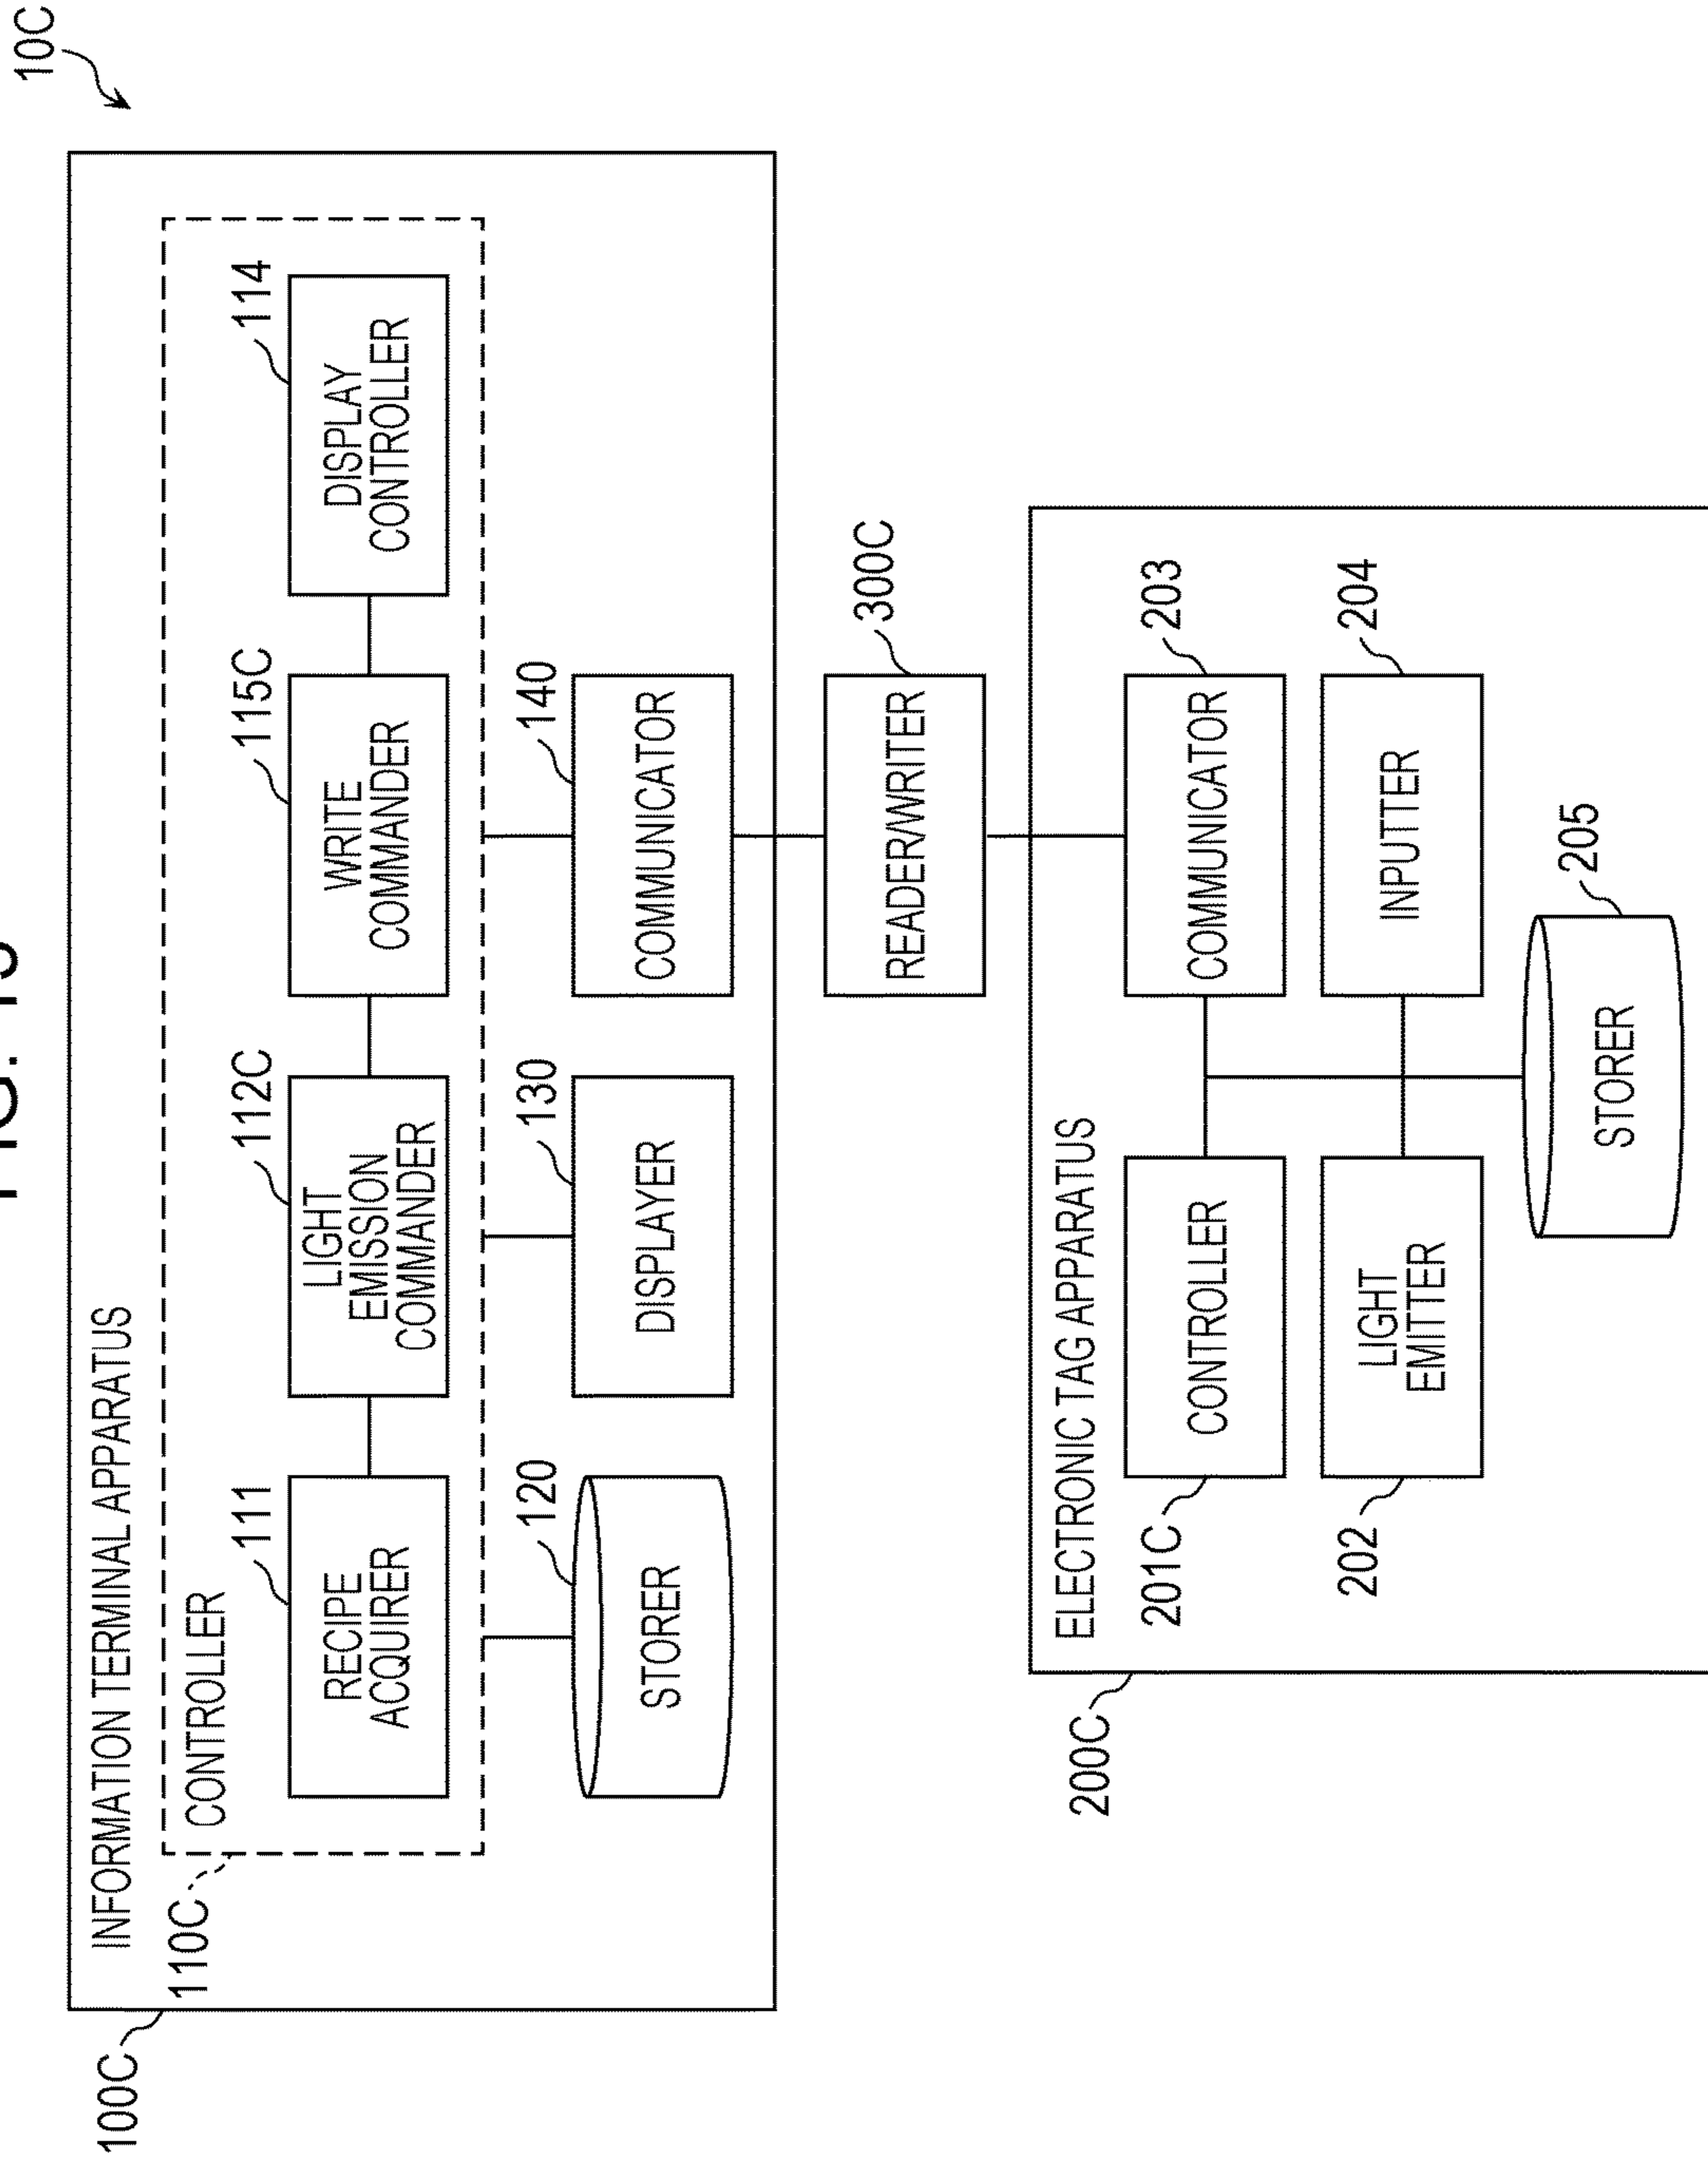 10C
INFORMATION TERMINAL APPARATUS
100C
CONTROLLER
110C
111
112C
115C
114
RECIPE
ACQUIRER
LIGHT
EMISSION
COMMANDER
WRITE
COMMANDER
DISPLAY
CONTROLLER
120
130
140
STORER
DISPLAYER
COMMUNICATOR
300C
READER/WRITER
200C
ELECTRONIC TAG APPARATUS
201C
203
CONTROLLER
COMMUNICATOR
202
204
LIGHT
EMITTER
INPUTTER
205
STORER